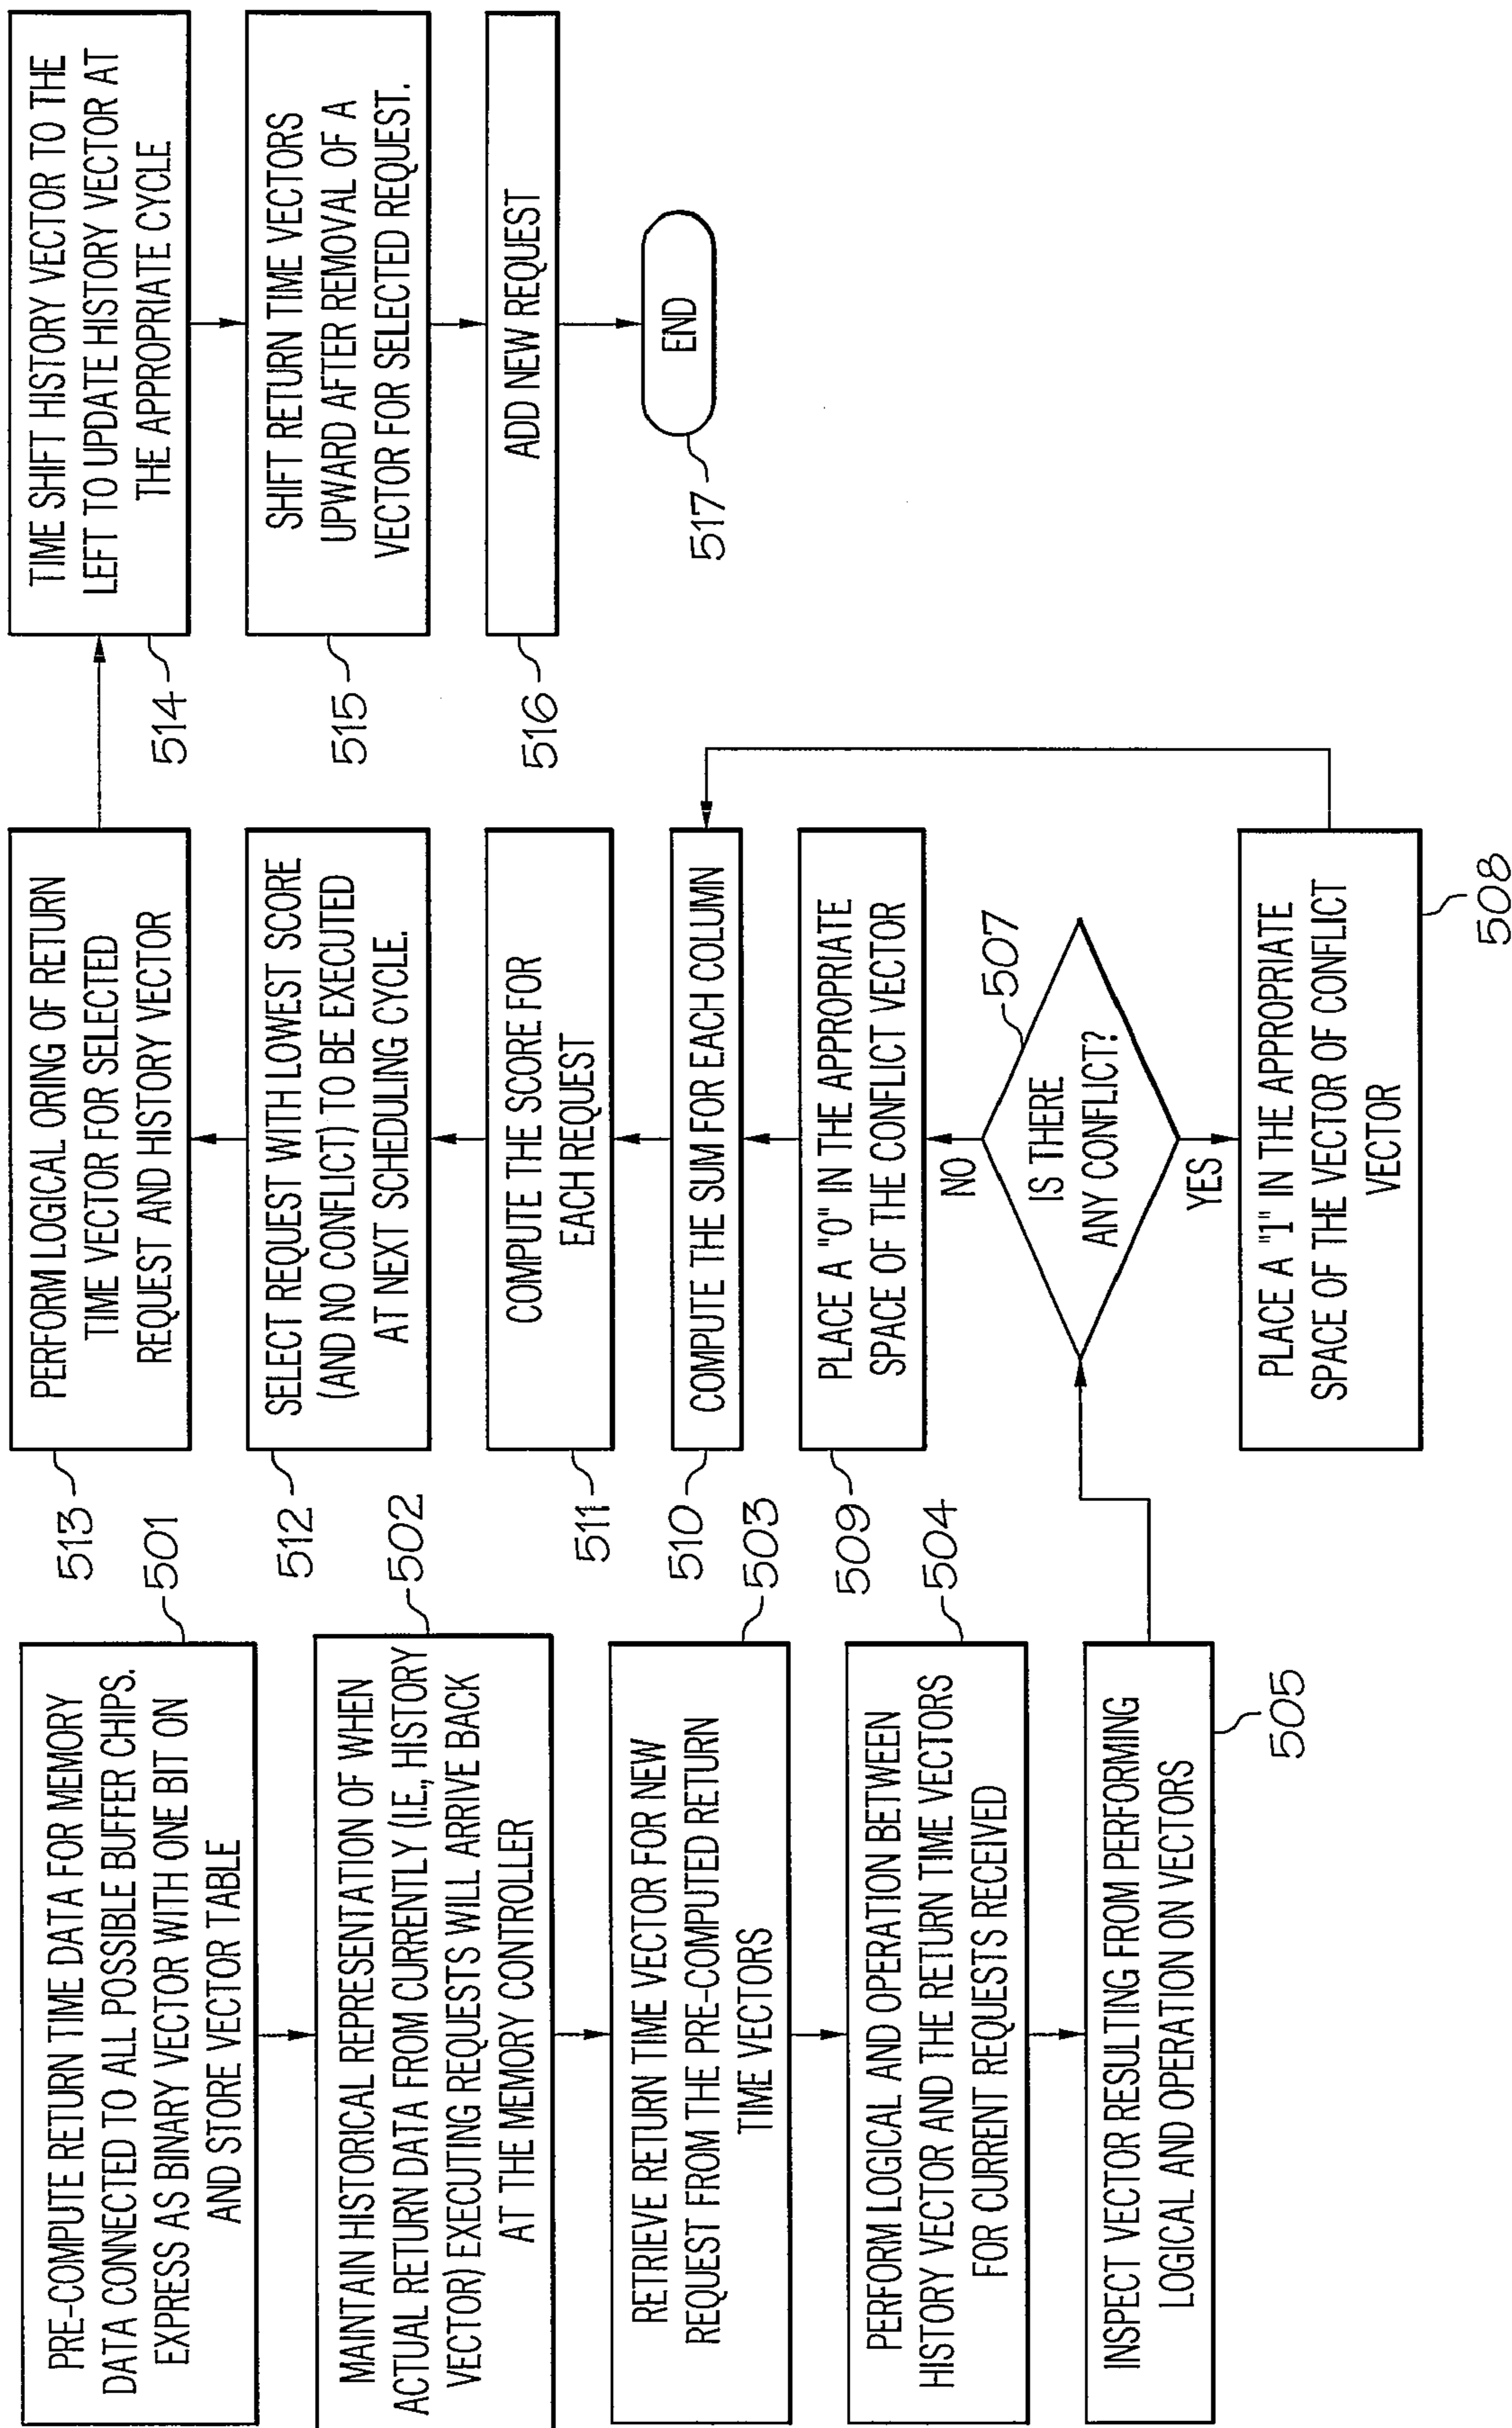 PRE-COMPUTE RETURN TIME DATA FOR MEMORY
DATA CONNECTED TO ALL POSSIBLE BUFFER CHIPS.
EXPRESS AS BINARY VECTOR WITH ONE BIT ON
AND STORE VECTOR TABLE
501
MAINTAIN HISTORICAL REPRESENTATION OF WHEN
ACTUAL RETURN DATA FROM CURRENTLY (I.E., HISTORY
VECTOR) EXECUTING REQUESTS WILL ARRIVE BACK
AT THE MEMORY CONTROLLER
502
RETRIEVE RETURN TIME VECTOR FOR NEW
REQUEST FROM THE PRE-COMPUTED RETURN
TIME VECTORS
503
PERFORM LOGICAL AND OPERATION BETWEEN
HISTORY VECTOR AND THE RETURN TIME VECTORS
FOR CURRENT REQUESTS RECEIVED
504
INSPECT VECTOR RESULTING FROM PERFORMING
LOGICAL AND OPERATION ON VECTORS
505
IS THERE
ANY CONFLICT?
507
NO
YES
PLACE A "1" IN THE APPROPRIATE
SPACE OF THE VECTOR OF CONFLICT
VECTOR
508
PLACE A "0" IN THE APPROPRIATE
SPACE OF THE CONFLICT VECTOR
509
COMPUTE THE SUM FOR EACH COLUMN
510
COMPUTE THE SCORE FOR
EACH REQUEST
511
SELECT REQUEST WITH LOWEST SCORE
(AND NO CONFLICT) TO BE EXECUTED
AT NEXT SCHEDULING CYCLE.
512
PERFORM LOGICAL ORING OF RETURN
TIME VECTOR FOR SELECTED
REQUEST AND HISTORY VECTOR
513
TIME SHIFT HISTORY VECTOR TO THE
LEFT TO UPDATE HISTORY VECTOR AT
THE APPROPRIATE CYCLE
514
SHIFT RETURN TIME VECTORS
UPWARD AFTER REMOVAL OF A
VECTOR FOR SELECTED REQUEST.
515
ADD NEW REQUEST
516
END
517